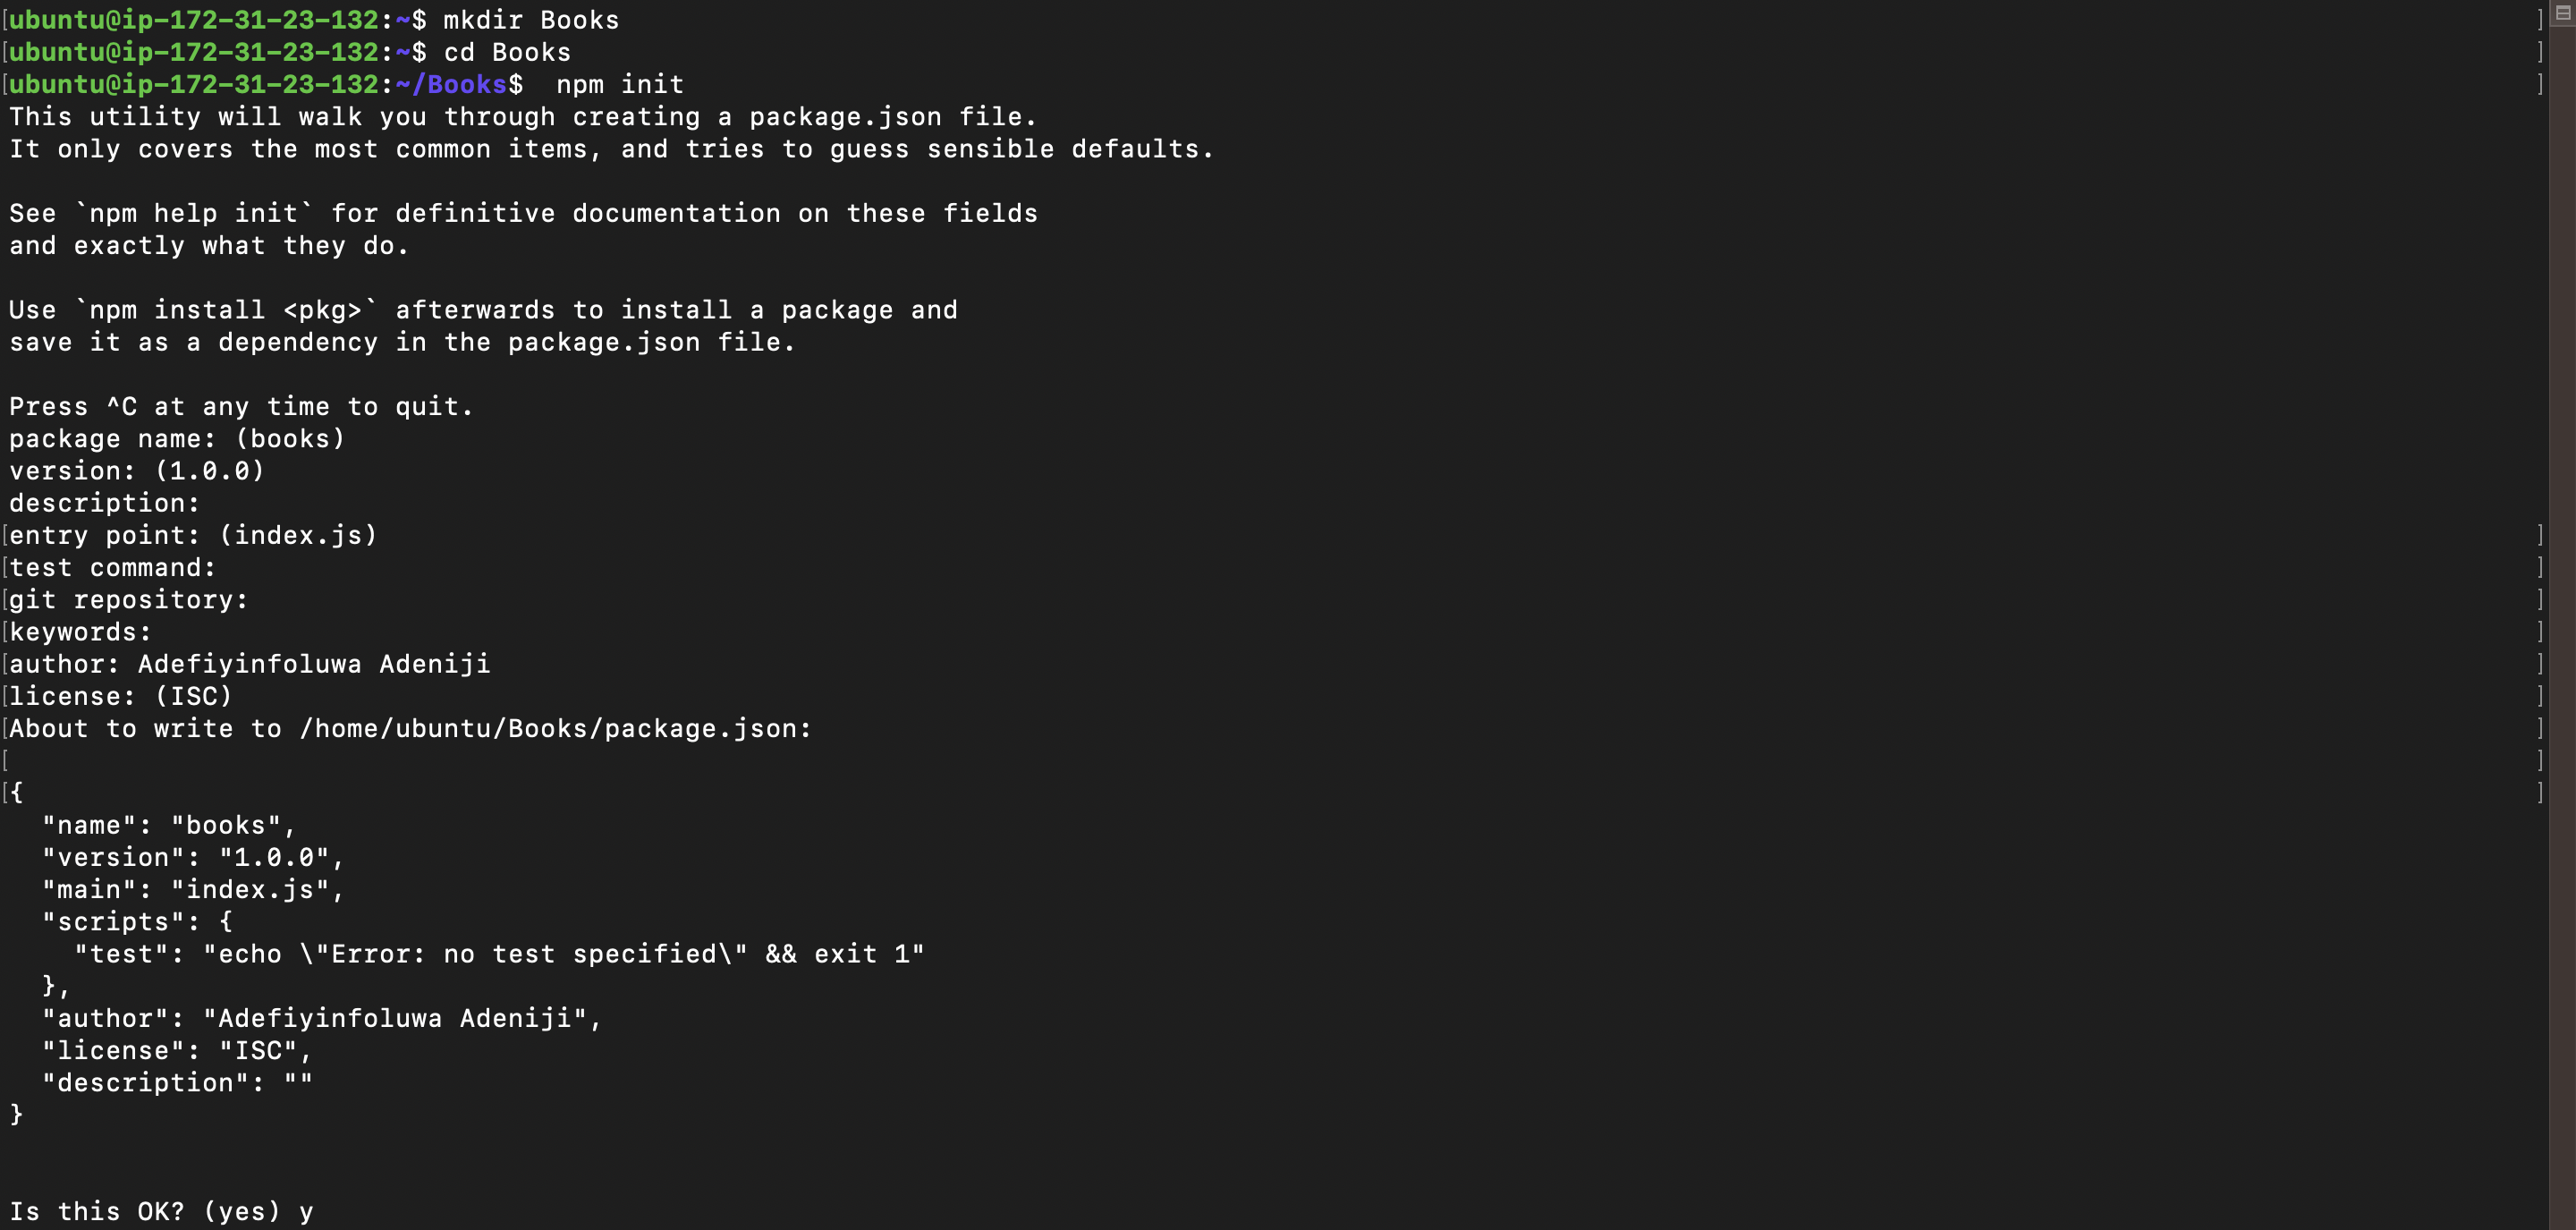 [ubuntu@ip-172-31-23-132:~$ mkdir Books ]
[ubuntu@ip-172-31-23-132:~$ cd Books ]
[ubuntu@ip-172-31-23-132:~/Books$  npm init ]
This utility will walk you through creating a package.json file.
It only covers the most common items, and tries to guess sensible defaults.

See `npm help init` for definitive documentation on these fields
and exactly what they do.

Use `npm install <pkg>` afterwards to install a package and
save it as a dependency in the package.json file.

Press ^C at any time to quit.
package name: (books)
version: (1.0.0)
description:
[entry point: (index.js) ]
[test command: ]
[git repository: ]
[keywords: ]
[author: Adefiyinfoluwa Adeniji ]
[license: (ISC) ]
[About to write to /home/ubuntu/Books/package.json: ]
[ ]
[{ ]
  "name": "books",
  "version": "1.0.0",
  "main": "index.js",
  "scripts": {
    "test": "echo \"Error: no test specified\" && exit 1"
  },
  "author": "Adefiyinfoluwa Adeniji",
  "license": "ISC",
  "description": ""
}

Is this OK? (yes) y